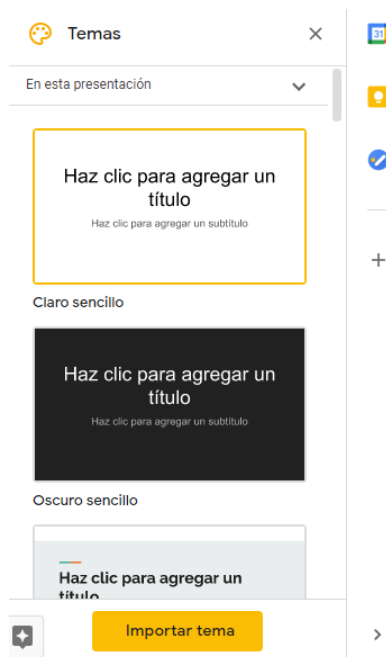 Temas
En esta presentación
Haz clic para agregar un
título
Haz clic para agregar un subtítulo
Claro sencillo
Haz clic para agregar un
título
Haz clic para agregar un subtítulo
Oscuro sencillo
Haz clic para agregar un
título
Importar tema
31